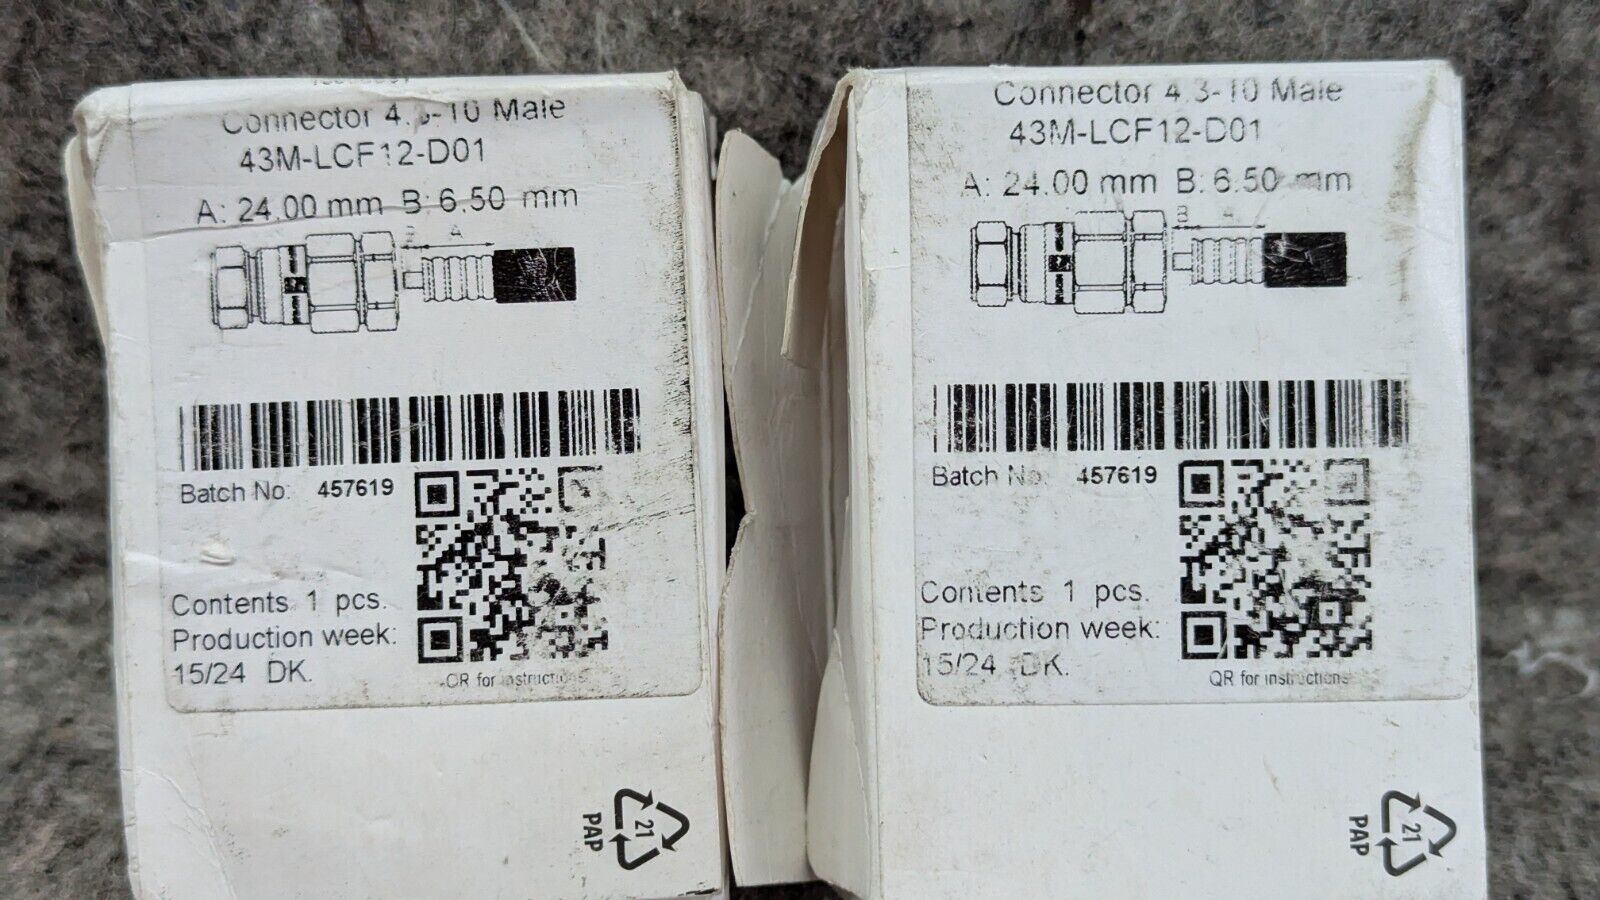 Connector 4.3-10 Male
43M-LCF12-D01
A: 24.00 mm B: 6.50 mm
B A
Batch No: 457619
Contents 1 pcs.
Production week:
15/24 DK.
QR for instructions
21
PAP
Connector 4.3-10 Male
43M-LCF12-D01
A: 24.00 mm B: 6.50 mm
B A
Batch No: 457619
Contents 1 pcs.
Production week:
15/24 DK.
QR for instructions
21
PAP